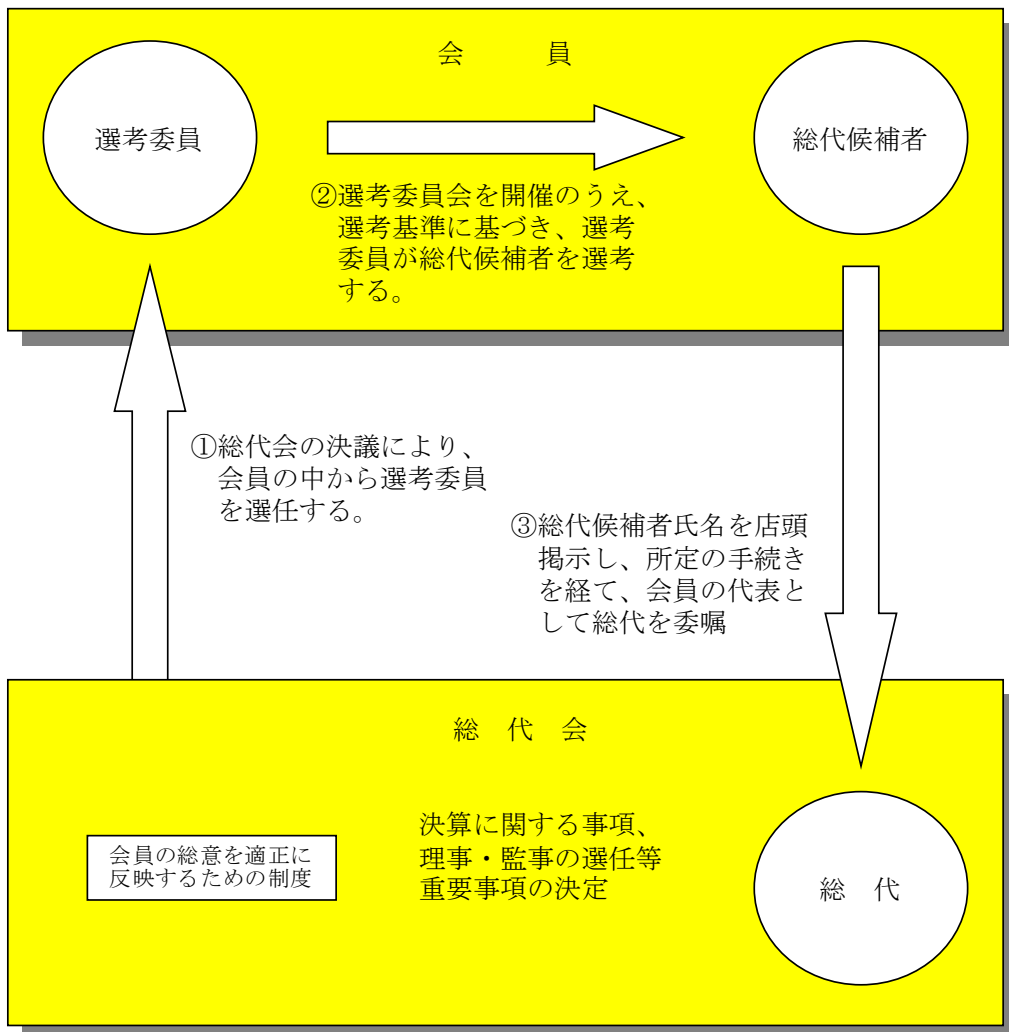 会　員
選考委員
総代候補者
②選考委員会を開催のうえ、
選考基準に基づき、選考
委員が総代候補者を選考
する。
①総代会の決議により、
会員の中から選考委員
を選任する。
③総代候補者氏名を店頭
掲示し、所定の手続き
を経て、会員の代表と
して総代を委嘱
総　代　会
会員の総意を適正に
反映するための制度
決算に関する事項、
理事・監事の選任等
重要事項の決定
総　代